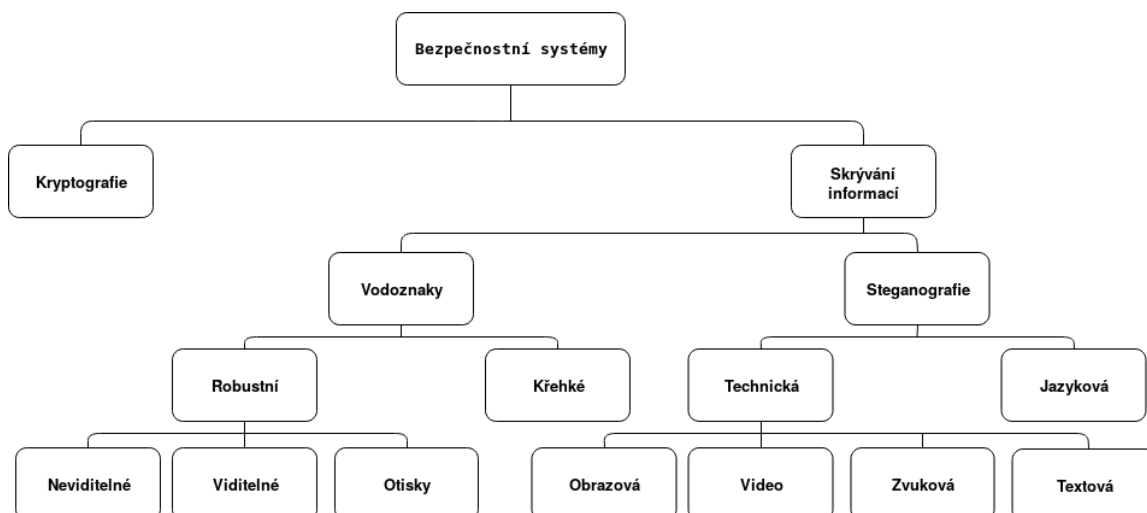 Bezpečnostní systémy
Kryptografie
Skrývání
informací
Vodoznaky
Steganografie
Robustní
Křehké
Technická
Jazyková
Neviditelné
Viditelné
Otisky
Obrazová
Video
Zvuková
Textová